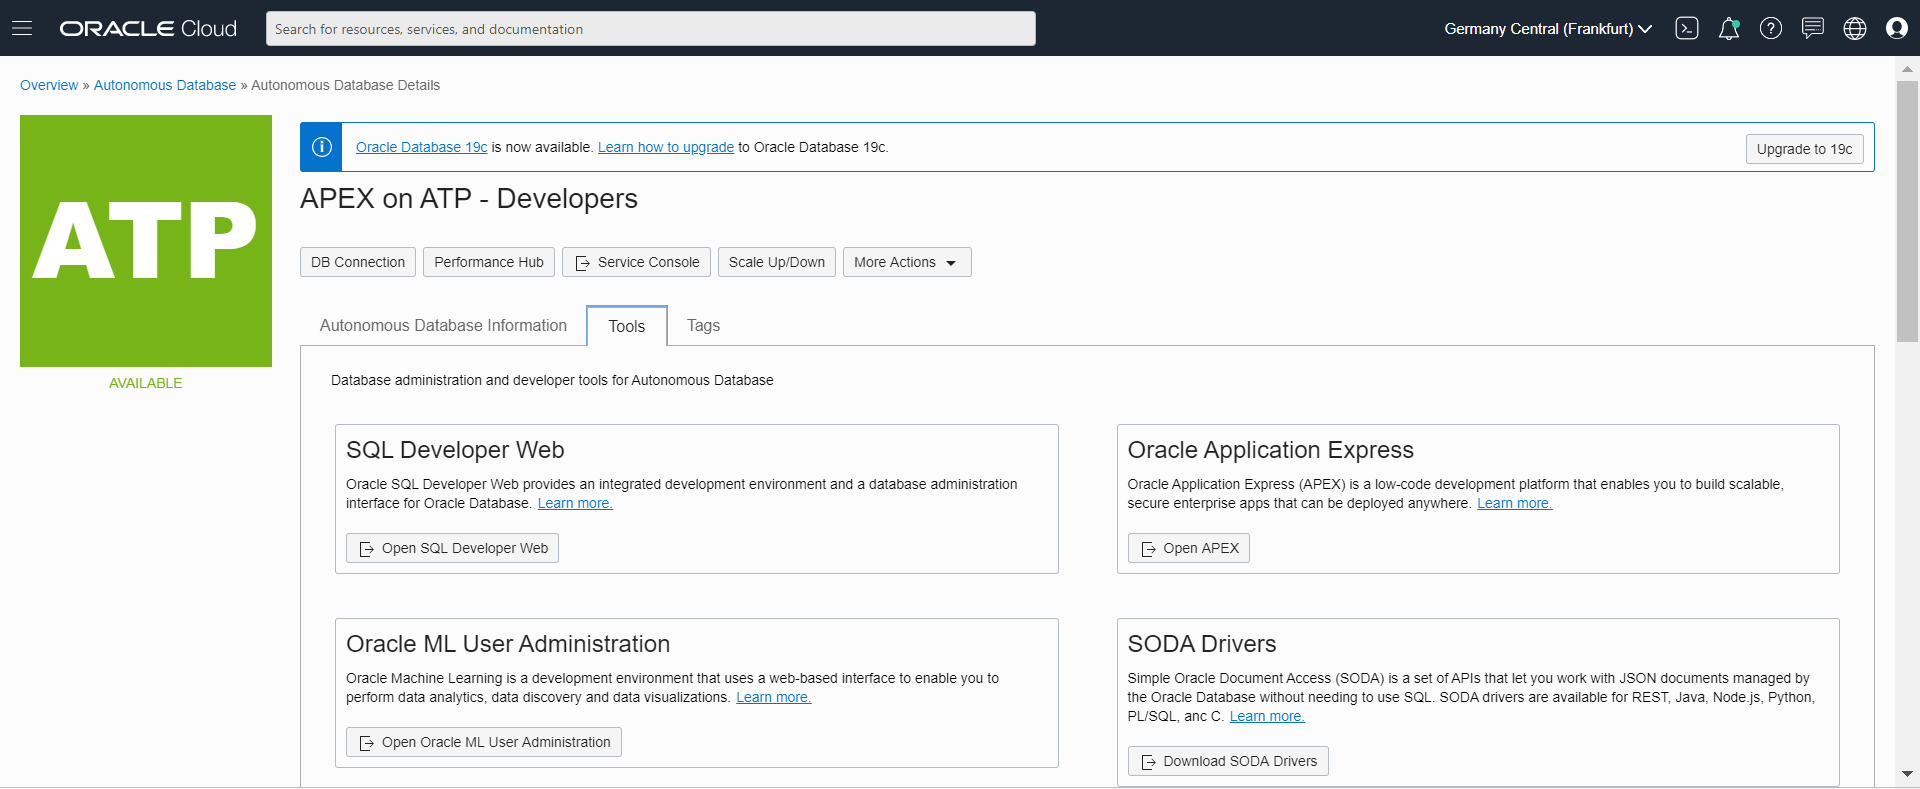 ORACLE Cloud
Search for resources, services, and documentation
Germany Central (Frankfurt)
Overview » Autonomous Database » Autonomous Database Details
ATP
AVAILABLE
Oracle Database 19c is now available. Learn how to upgrade to Oracle Database 19c.
Upgrade to 19c
APEX on ATP - Developers
DB Connection
Performance Hub
Service Console
Scale Up/Down
More Actions
Autonomous Database Information
Tools
Tags
Database administration and developer tools for Autonomous Database
SQL Developer Web
Oracle SQL Developer Web provides an integrated development environment and a database administration
interface for Oracle Database. Learn more.
Open SQL Developer Web
Oracle Application Express
Oracle Application Express (APEX) is a low-code development platform that enables you to build scalable,
secure enterprise apps that can be deployed anywhere. Learn more.
Open APEX
Oracle ML User Administration
Oracle Machine Learning is a development environment that uses a web-based interface to enable you to
perform data analytics, data discovery and data visualizations. Learn more.
Open Oracle ML User Administration
SODA Drivers
Simple Oracle Document Access (SODA) is a set of APIs that let you work with JSON documents managed by
the Oracle Database without needing to use SQL. SODA drivers are available for REST, Java, Node.js, Python,
PL/SQL, anc C. Learn more.
Download SODA Drivers